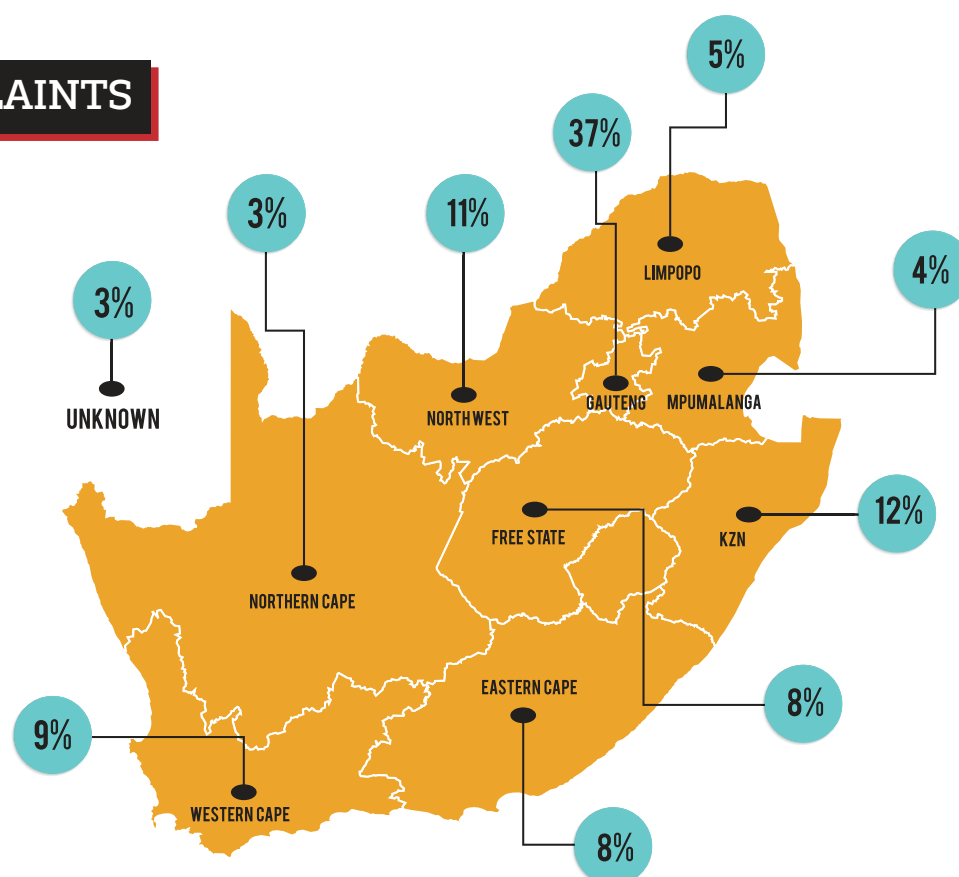 5%
LAINTS
37%
3%
11%
4%
3%
LIMPOPO
UNKNOWN
NORTH WEST
GAUTENG
MPUMALANGA
12%
FREE STATE
KZN
NORTHERN CAPE
EASTERN CAPE
8%
9%
WESTERN CAPE
8%